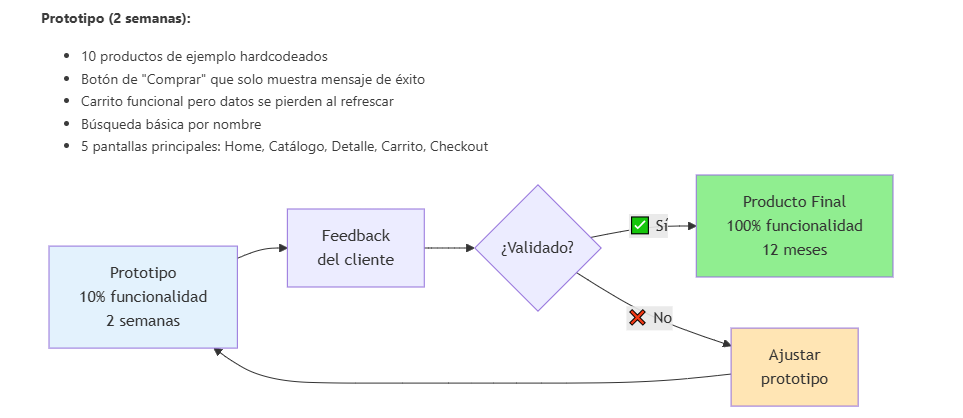 Prototipo (2 semanas):
10 productos de ejemplo hardcodeados
Botón de "Comprar" que solo muestra mensaje de éxito
Carrito funcional pero datos se pierden al refrescar
Búsqueda básica por nombre
5 pantallas principales: Home, Catálogo, Detalle, Carrito, Checkout
Prototipo
10% funcionalidad
2 semanas
Feedback
del cliente
¿Validado?
✅ Sí
Producto Final
100% funcionalidad
12 meses
❌ No
Ajustar
prototipo